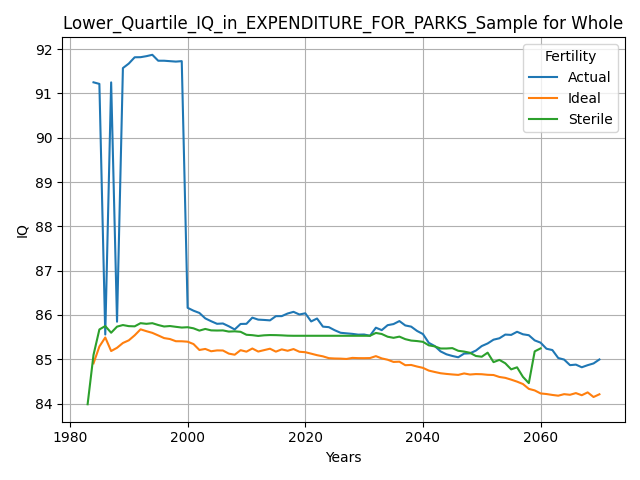 Lower_Quartile_IQ_in_EXPENDITURE_FOR_PARKS_Sample for Whole
Fertility
Actual
Ideal
Sterile
IQ
92
91
90
89
88
87
86
85
84
1980
2000
2020
2040
2060
Years